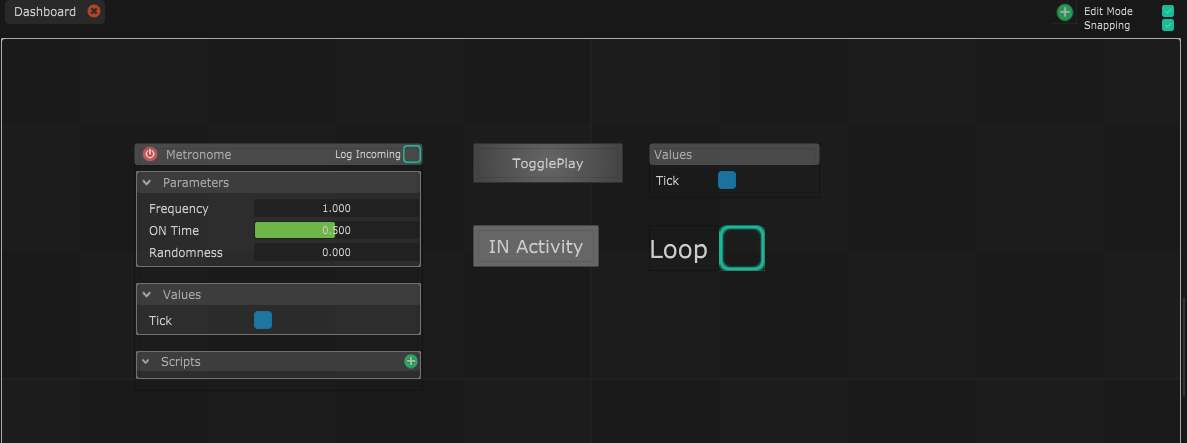 Dashboard
Edit Mode
Snapping
Metronome
Log Incoming
Parameters
Frequency 1.000
ON Time 0.500
Randomness 0.000
Values
Tick
Scripts
TogglePlay
IN Activity
Values
Tick
Loop